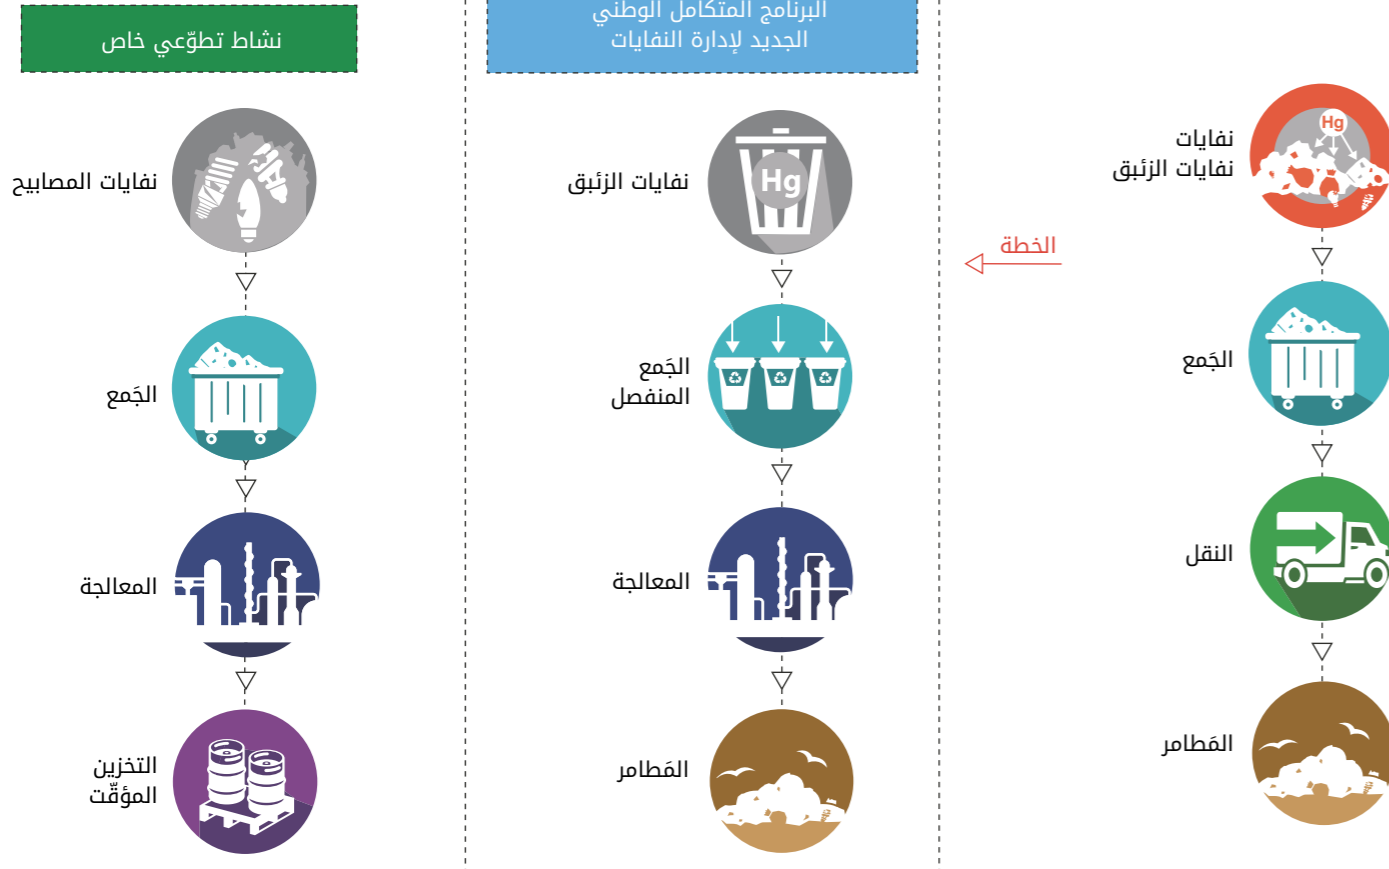 نفايات
نفايات الزئبق
Hg
الجَمع
النقل
المَطامر
الخطة
البرنامج المتكامل الوطني
الجديد لإدارة النفايات
نفايات الزئبق
Hg
الجَمع
المنفصل
المعالجة
المَطامر
نشاط تطوّعي خاص
نفايات المصابيح
الجَمع
المعالجة
التخزين
المؤقّت